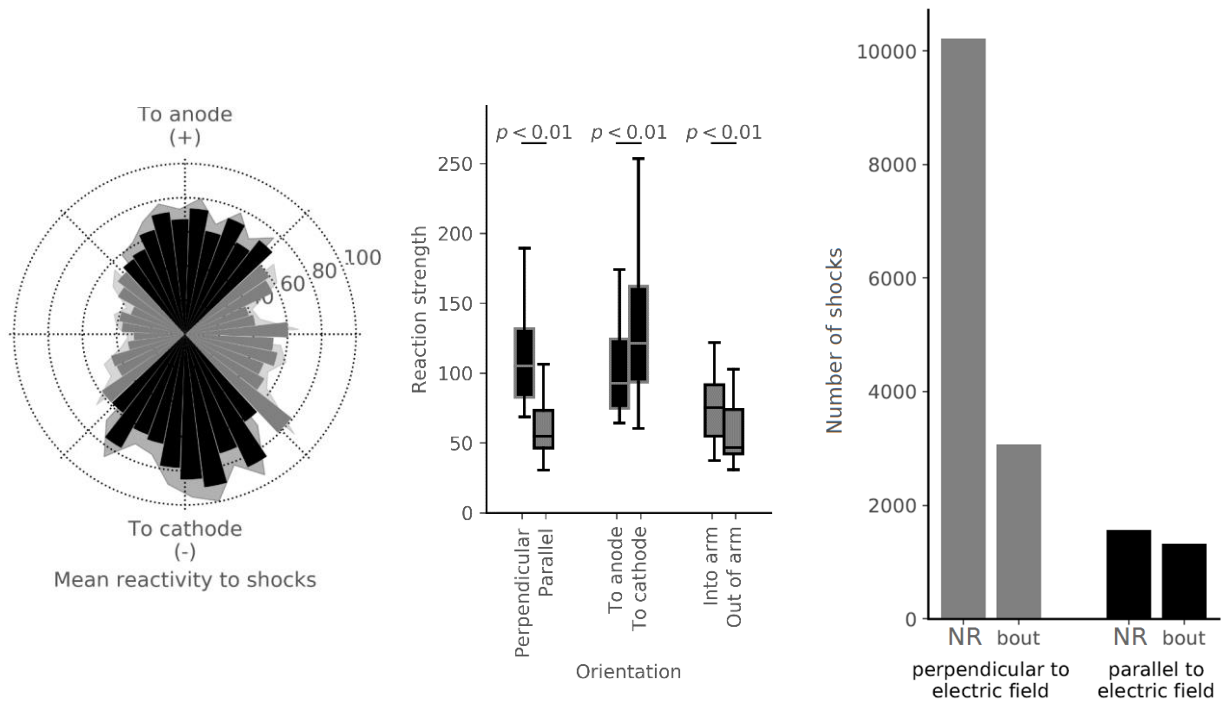 To anode
(+)
100
80
60
To cathode
(-)
Mean reactivity to shocks
p < 0.01 p < 0.01 p < 0.01
250
200
150
100
50
0
Reaction strength
Perpendicular
Parallel
To anode
To cathode
Into arm
Out of arm
Orientation
10000
8000
6000
4000
2000
0
Number of shocks
NR bout NR bout
perpendicular to
electric field
parallel to
electric field